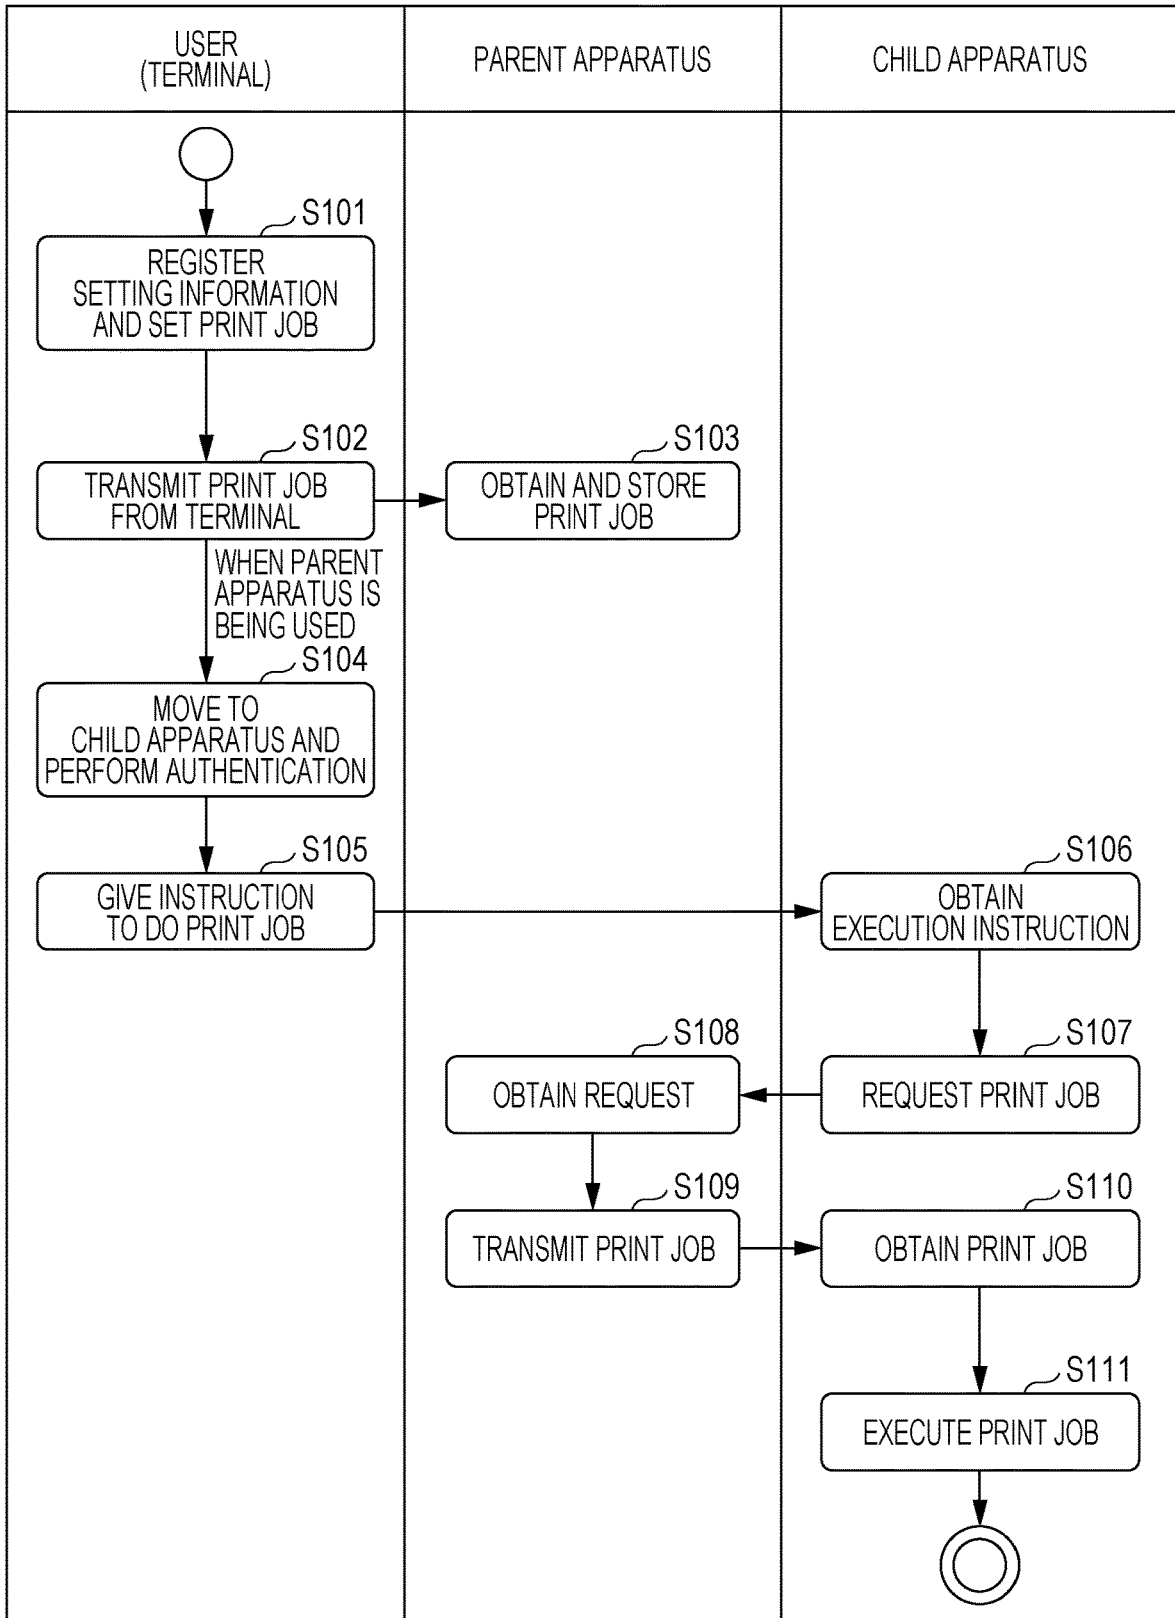 USER
(TERMINAL)
PARENT APPARATUS
CHILD APPARATUS
S101
REGISTER
SETTING INFORMATION
AND SET PRINT JOB
S102
TRANSMIT PRINT JOB
FROM TERMINAL
S103
OBTAIN AND STORE
PRINT JOB
WHEN PARENT
APPARATUS IS
BEING USED
S104
MOVE TO
CHILD APPARATUS AND
PERFORM AUTHENTICATION
S105
GIVE INSTRUCTION
TO DO PRINT JOB
S106
OBTAIN
EXECUTION INSTRUCTION
S107
REQUEST PRINT JOB
S108
OBTAIN REQUEST
S109
TRANSMIT PRINT JOB
S110
OBTAIN PRINT JOB
S111
EXECUTE PRINT JOB